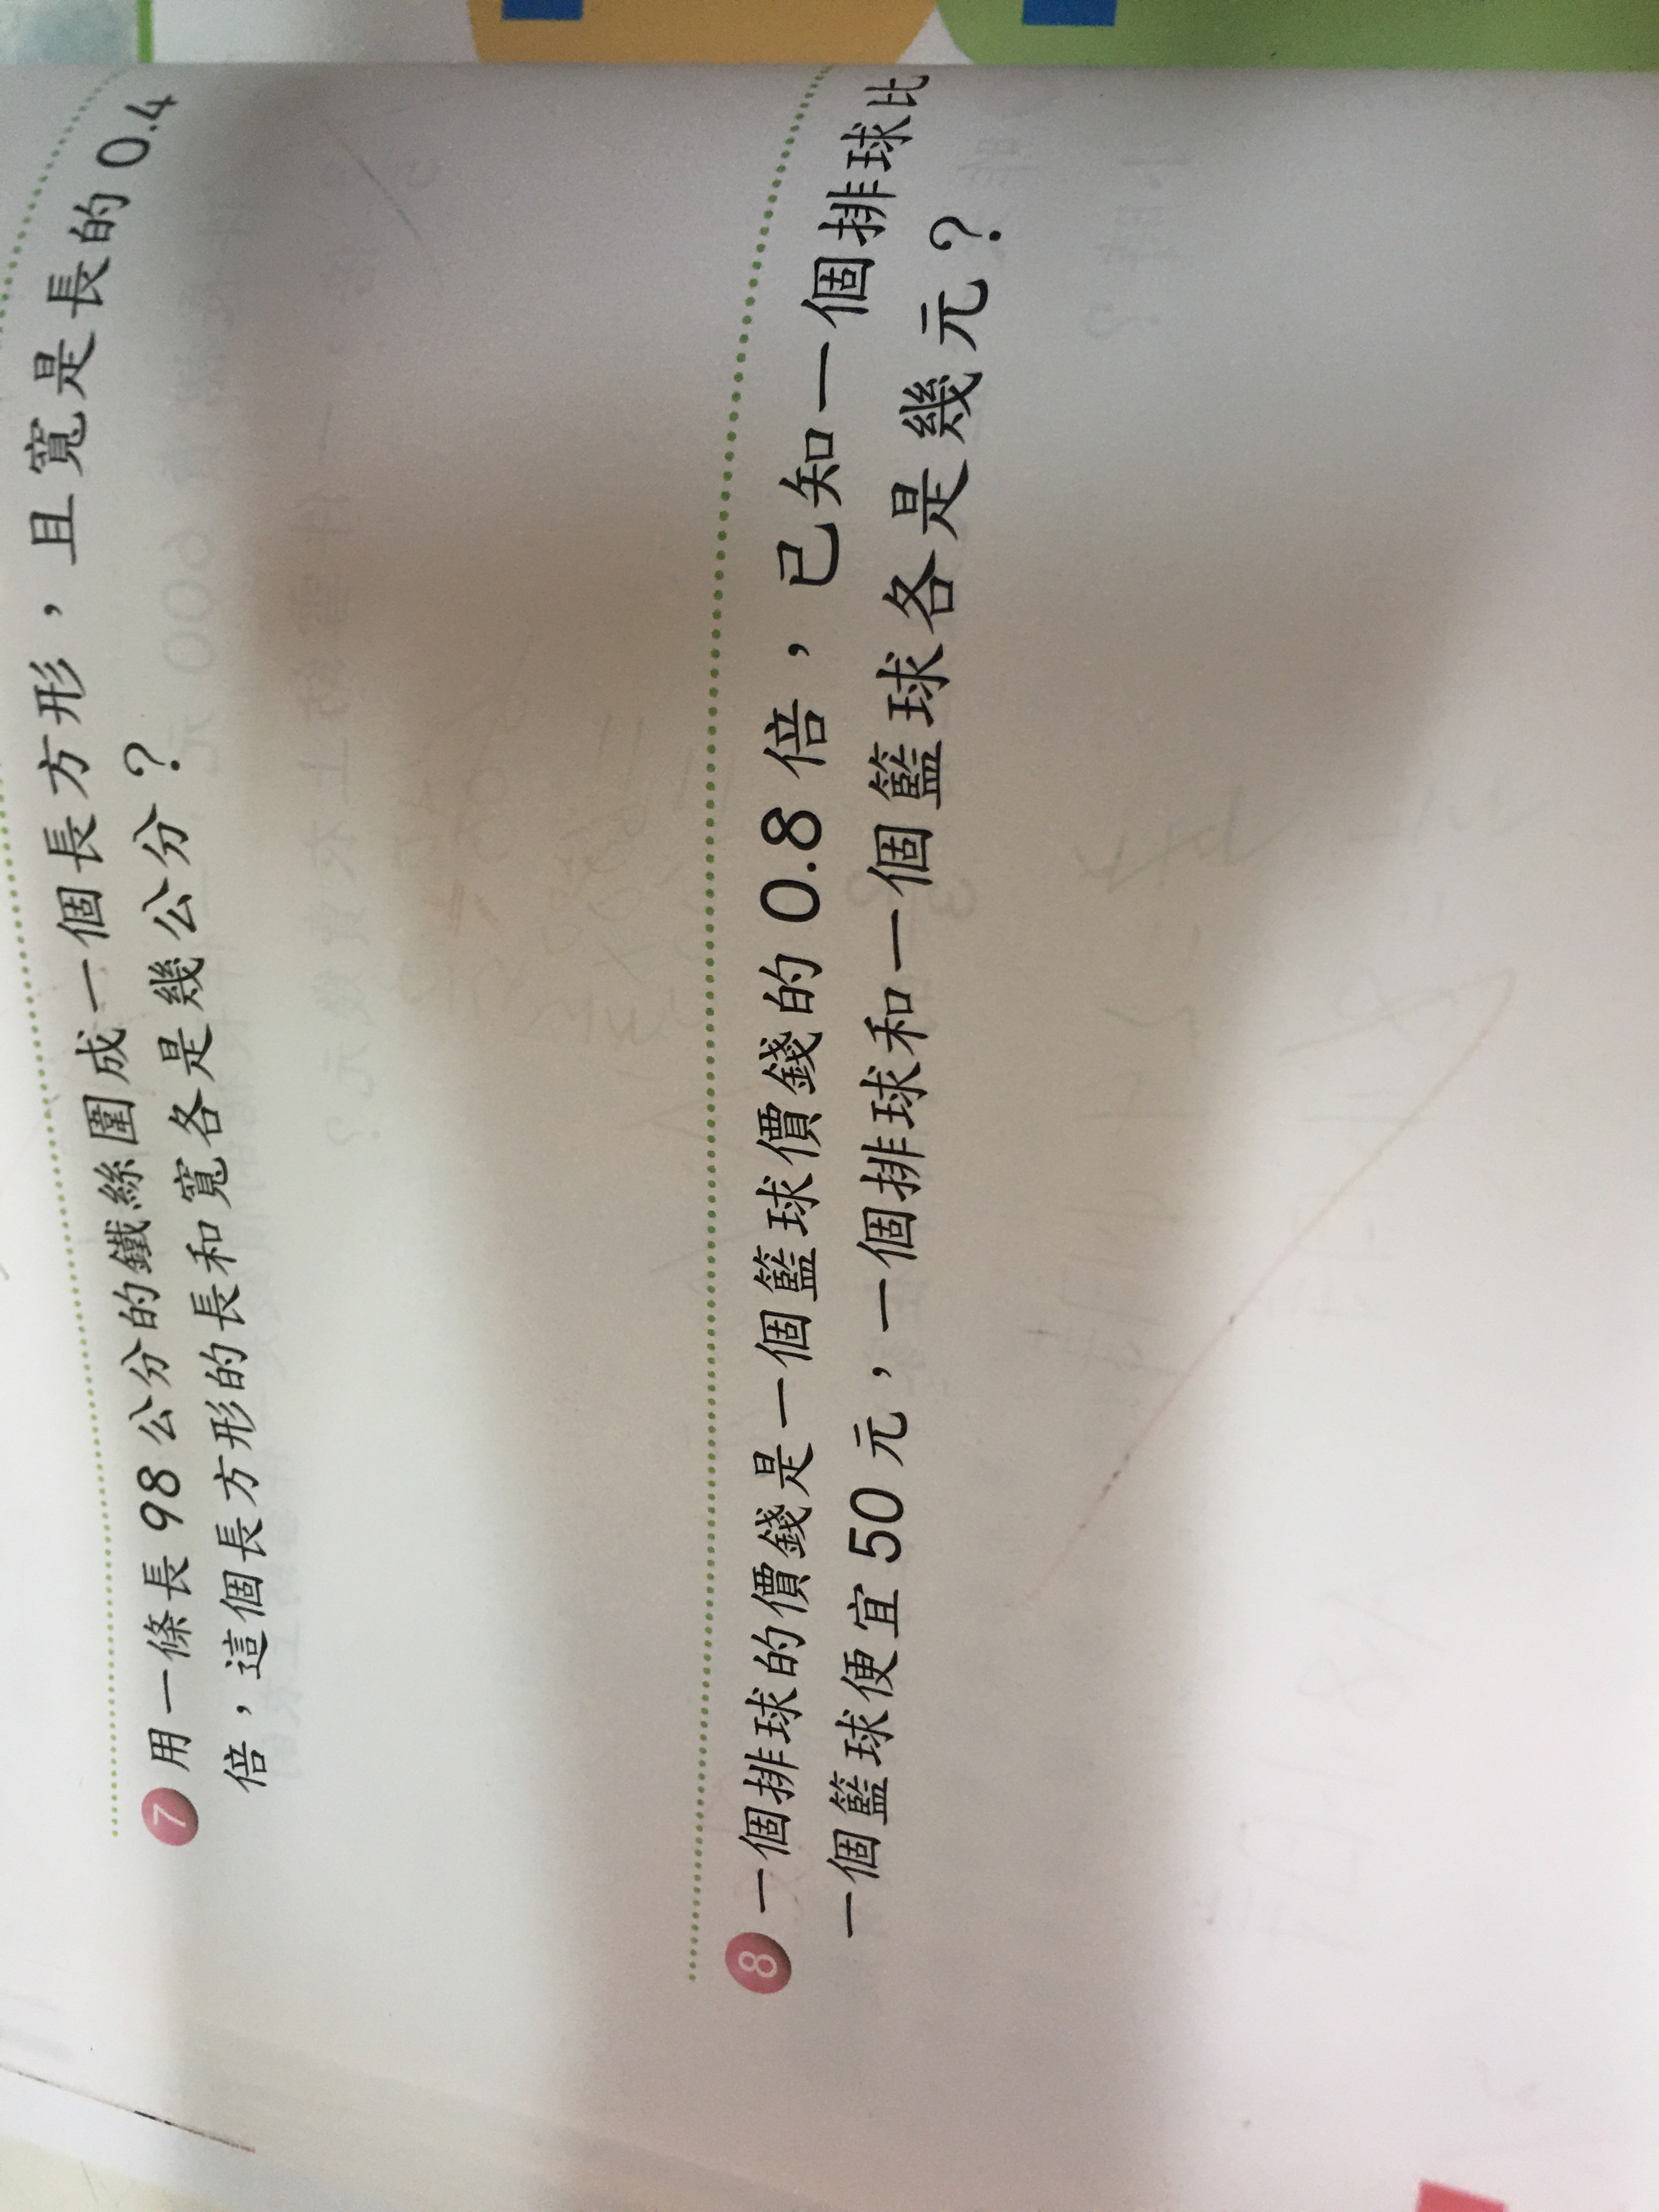 7 用一條長98公分的鐵絲圍成一個長方形，且寬是長的0.4
倍，這個長方形的長和寬各是幾公分？
8 一個排球的價錢是一個籃球價錢的0.8倍，已知一個排球比
一個籃球便宜50元，一個排球和一個籃球各是幾元？